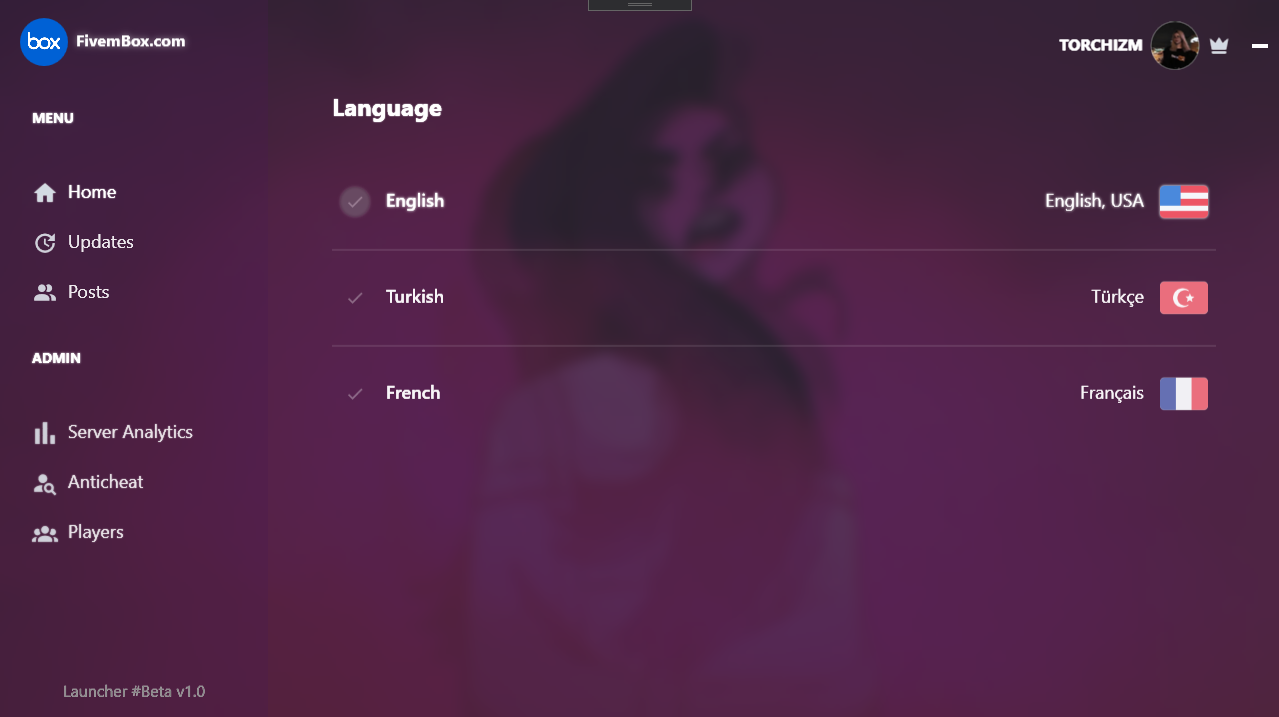 box FivemBox.com
TORCHIZM
MENU
Home
Updates
Posts
ADMIN
Server Analytics
Anticheat
Players
Launcher #Beta v1.0
Language
English English, USA
Turkish Türkçe
French Français